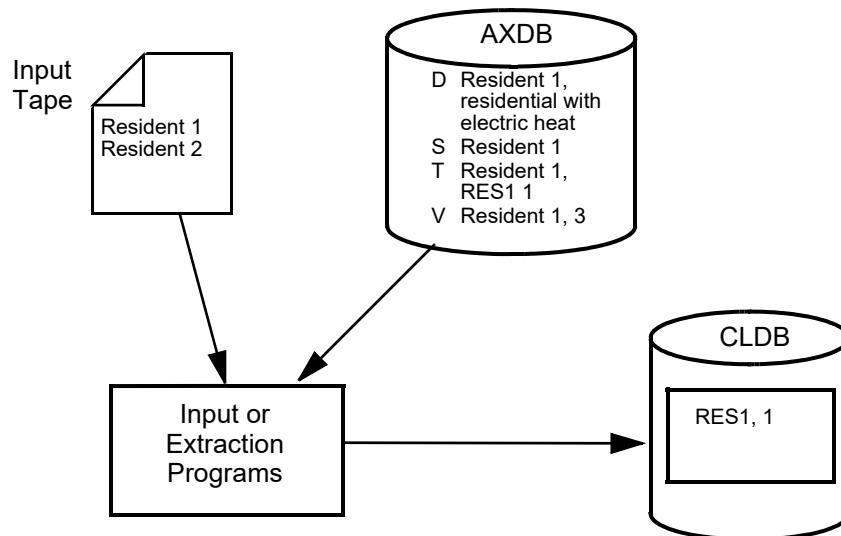 Input
Tape
Resident 1
Resident 2
AXDB
D Resident 1,
residential with
electric heat
S Resident 1
T Resident 1,
RES1 1
V Resident 1, 3
Input or
Extraction
Programs
CLDB
RES1, 1